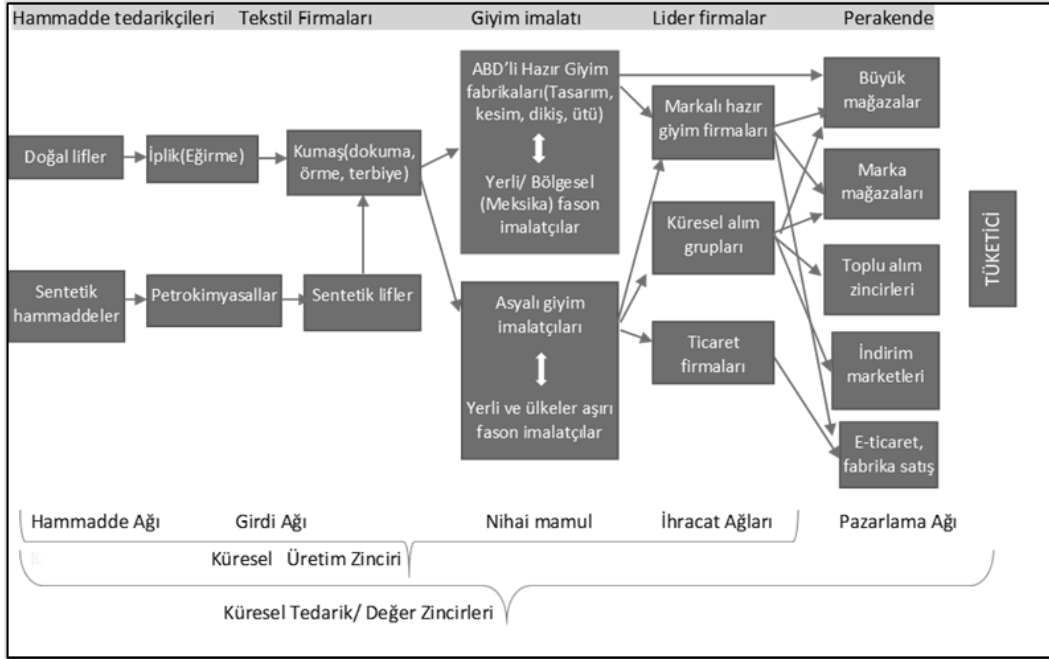 Hammadde tedarikçileri
Tekstil Firmaları
Giyim imalatı
Lider firmalar
Perakende
Doğal lifler
İplik(Eğirme)
Kumaş(dokuma,
örme, terbiye)
Sentetik
hammaddeler
Petrokimyasallar
Sentetik lifler
ABD'li Hazır Giyim
fabrikaları(Tasarım,
kesim, dikiş, ütü)
Yerli/ Bölgesel
(Meksika) fason
imalatçılar
Asyalı giyim
imalatçıları
Yerli ve ülkeler aşırı
fason imalatçılar
Markalı hazır
giyim firmaları
Küresel alım
grupları
Ticaret
firmaları
Büyük
mağazalar
Marka
mağazaları
Toplu alım
zincirleri
İndirim
marketleri
E-ticaret,
fabrika satış
TÜKETİCİ
Hammadde Ağı
Girdi Ağı
Nihai mamul
İhracat Ağları
Pazarlama Ağı
K
Küresel Üretim Zinciri
Küresel Tedarik/ Değer Zincirleri